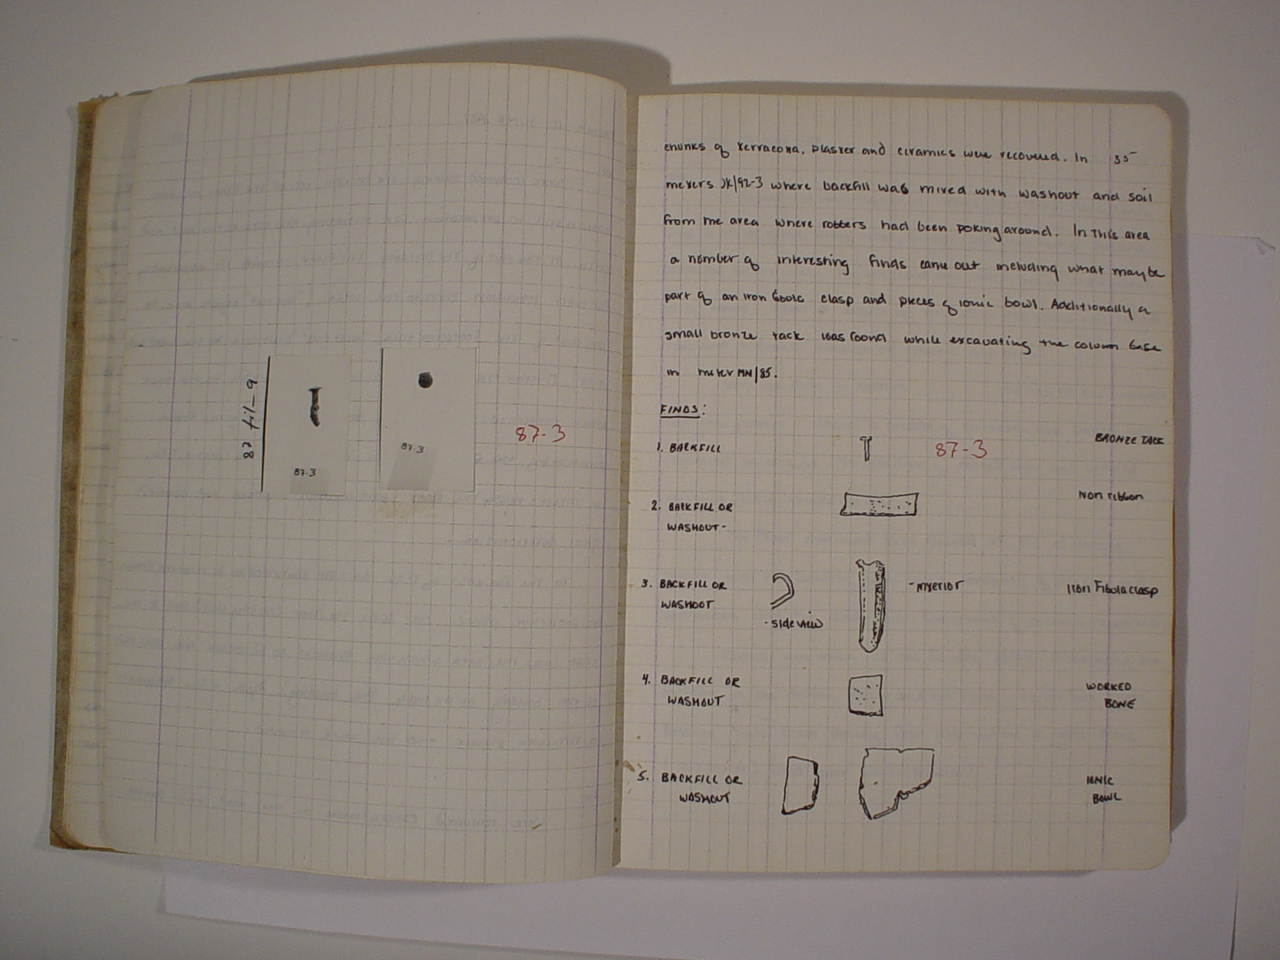 87 fil-9
87.3
87.3
87-3
chunks of terracotta, plaster and ceramics were recovered. In 35
meters JK/92-3 where backfill was mixed with washout and soil
from the area where robbers had been poking around. In this area
a number of interesting finds came out including what maybe
part of an iron fibula clasp and pieces of ionic bowl. Additionally a
small bronze tack was found while excavating the column base
in meter MN/85.
FINDS:
1. BACKFILL 87-3 BRONZE TACK
2. BACKFILL OR WASHOUT- ribbon
3. BACKFILL OR WASHOUT -side view -interior Iron Fibula clasp
4. BACKFILL OR WASHOUT WORKED BONE
5. BACKFILL OR WASHOUT IONIC BOWL